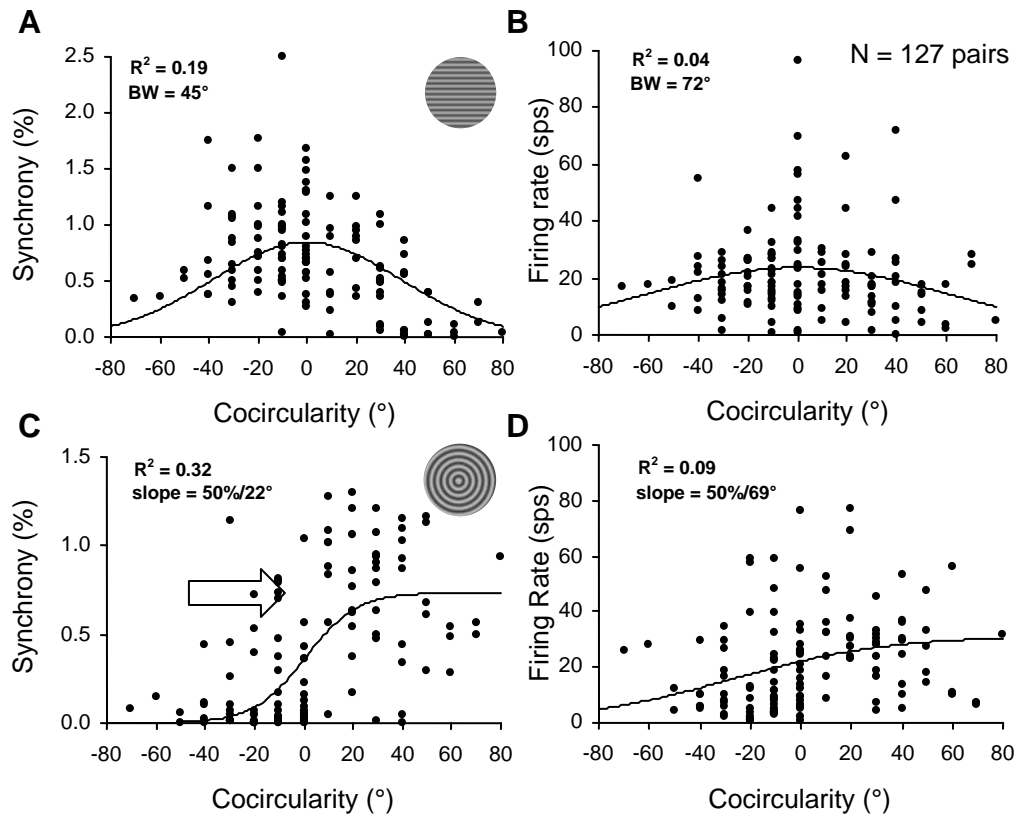 A
R² = 0.19
BW = 45°
Synchrony (%)
2.5
2.0
1.5
1.0
0.5
0.0
-80 -60 -40 -20 0 20 40 60 80
Cocircularity (°)
B
R² = 0.04
BW = 72°
N = 127 pairs
Firing rate (sps)
100
80
60
40
20
0
-80 -60 -40 -20 0 20 40 60 80
Cocircularity (°)
C
R² = 0.32
slope = 50%/22°
Synchrony (%)
1.5
1.0
0.5
0.0
-80 -60 -40 -20 0 20 40 60 80
Cocircularity (°)
D
R² = 0.09
slope = 50%/69°
Firing Rate (sps)
100
80
60
40
20
0
-80 -60 -40 -20 0 20 40 60 80
Cocircularity (°)